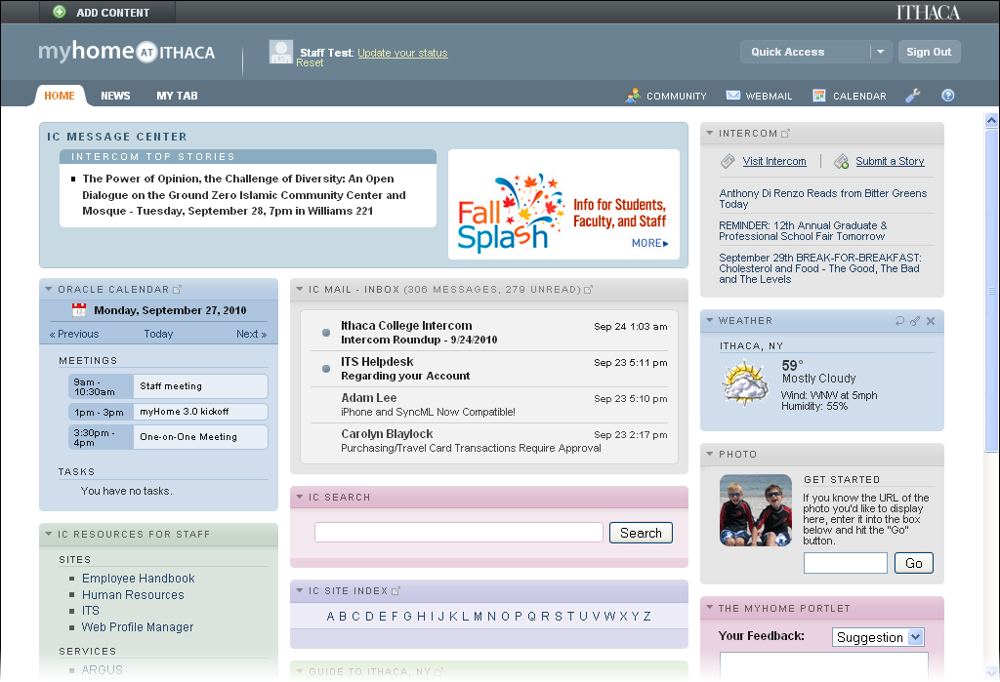 ADD CONTENT
ITHACA
myhome AT ITHACA
Staff Test: Update your status
Reset
Quick Access
Sign Out
HOME
NEWS
MY TAB
COMMUNITY
WEBMAIL
CALENDAR
IC MESSAGE CENTER
INTERCOM TOP STORIES
The Power of Opinion, the Challenge of Diversity: An Open
Dialogue on the Ground Zero Islamic Community Center and
Mosque - Tuesday, September 28, 7pm in Williams 221
Fall
Splash
Info for Students,
Faculty, and Staff
MORE
ORACLE CALENDAR
Monday, September 27, 2010
« Previous
Today
Next »
MEETINGS
9am -
10:30am
Staff meeting
1pm - 3pm
myHome 3.0 kickoff
3:30pm -
4pm
One-on-One Meeting
TASKS
You have no tasks.
IC RESOURCES FOR STAFF
SITES
Employee Handbook
Human Resources
ITS
Web Profile Manager
SERVICES
ARGUS
IC MAIL - INBOX (306 MESSAGES, 279 UNREAD)
Ithaca College Intercom
Sep 24 1:03 am
Intercom Roundup - 9/24/2010
ITS Helpdesk
Sep 23 5:11 pm
Regarding your Account
Adam Lee
Sep 23 5:10 pm
iPhone and SyncML Now Compatible!
Carolyn Blaylock
Sep 23 2:17 pm
Purchasing/Travel Card Transactions Require Approval
IC SEARCH
Search
IC SITE INDEX
A B C D E F G H I J K L M N O P Q R S T U V W X Y Z
GUIDE TO ITHACA, NY
INTERCOM
Visit Intercom
Submit a Story
Anthony Di Renzo Reads from Bitter Greens
Today
REMINDER: 12th Annual Graduate &
Professional School Fair Tomorrow
September 29th BREAK-FOR-BREAKFAST:
Cholesterol and Food - The Good, The Bad
and The Levels
WEATHER
ITHACA, NY
59°
Mostly Cloudy
Wind: WNW at 5mph
Humidity: 55%
PHOTO
GET STARTED
If you know the URL of the
photo you'd like to display
here, enter it into the box
below and hit the "Go"
button.
Go
THE MYHOME PORTLET
Your Feedback:
Suggestion